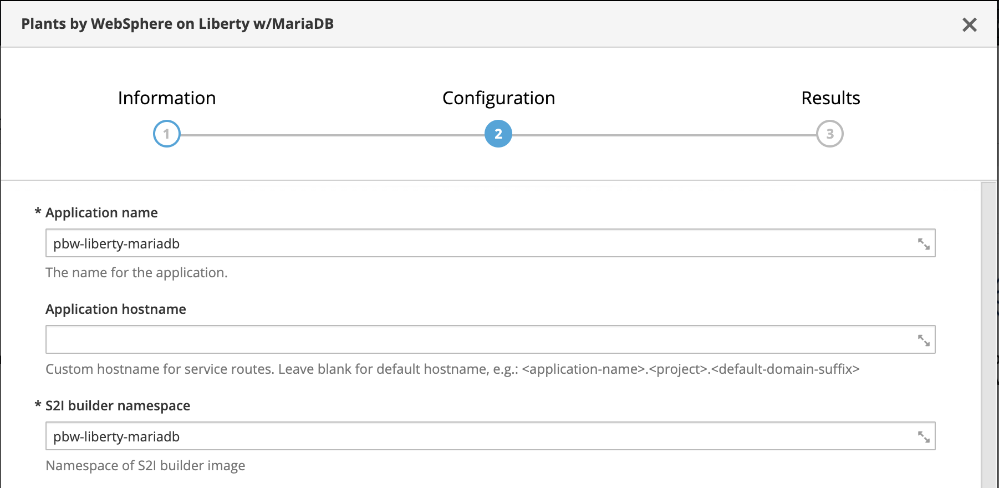 Plants by WebSphere on Liberty w/MariaDB
Information Configuration Results
1 2 3
* Application name
pbw-liberty-mariadb
The name for the application.
Application hostname
Custom hostname for service routes. Leave blank for default hostname, e.g.: <application-name>.<project>.<default-domain-suffix>
* S2I builder namespace
pbw-liberty-mariadb
Namespace of S2I builder image